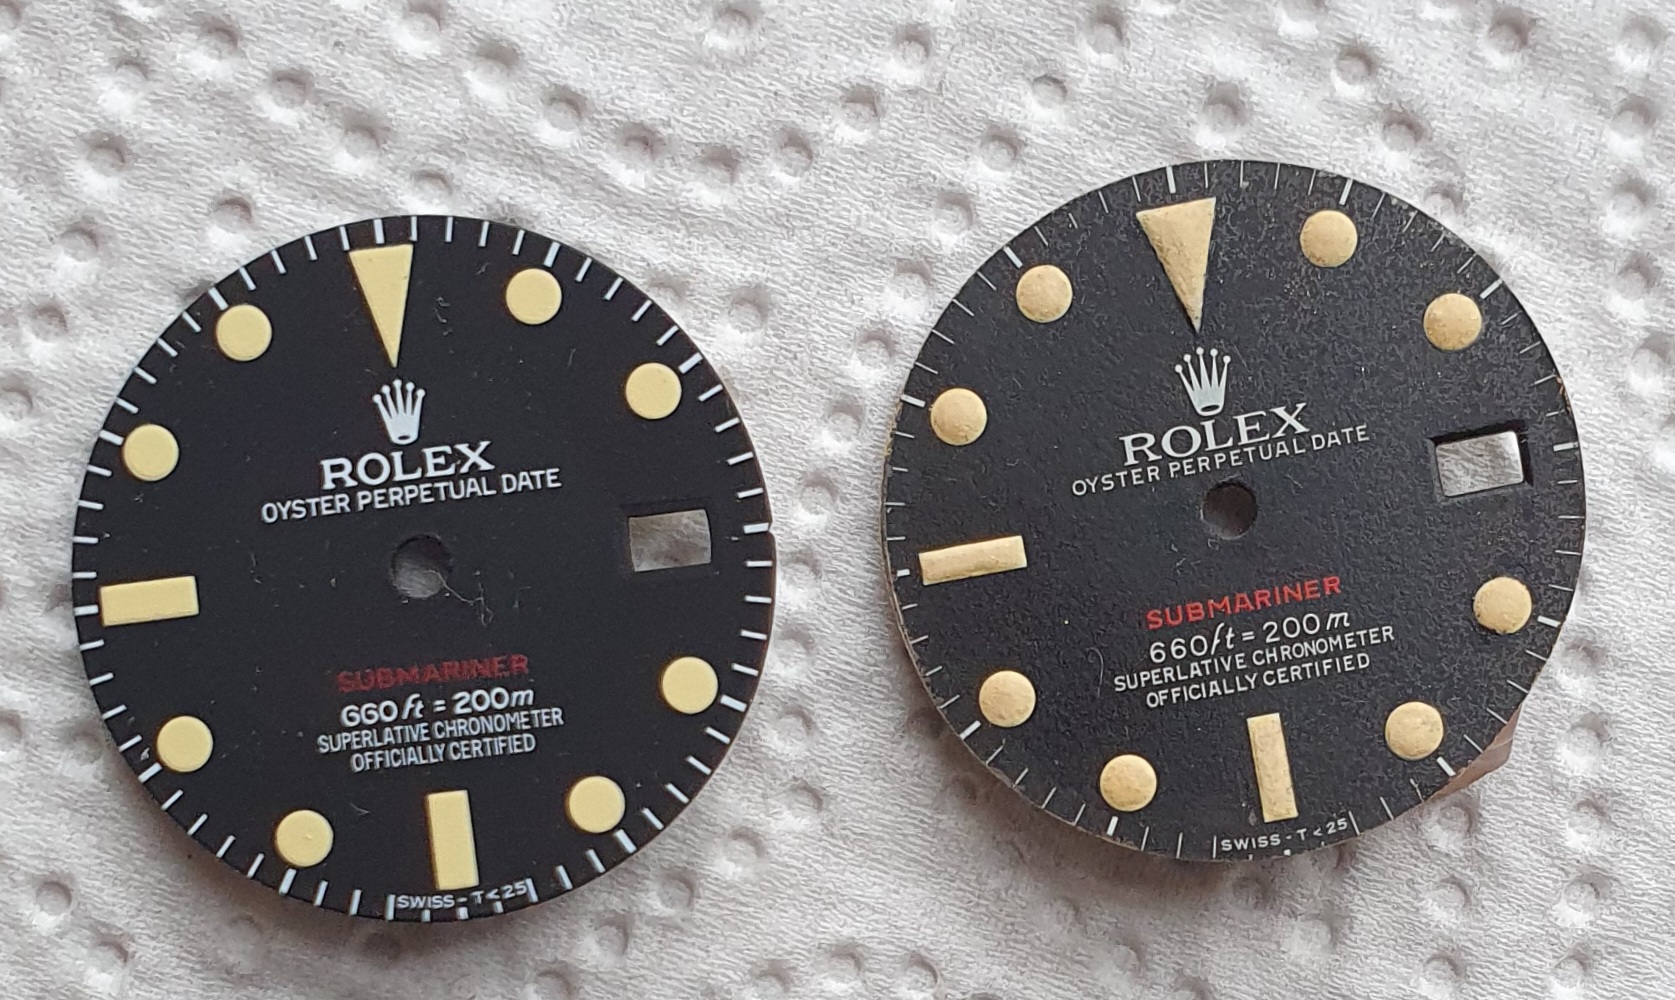 ROLEX
OYSTER PERPETUAL DATE
SUBMARINER
660ft = 200m
SUPERLATIVE CHRONOMETER
OFFICIALLY CERTIFIED
SWISS - T < 25
ROLEX
OYSTER PERPETUAL DATE
SUBMARINER
660ft = 200m
SUPERLATIVE CHRONOMETER
OFFICIALLY CERTIFIED
SWISS - T < 25